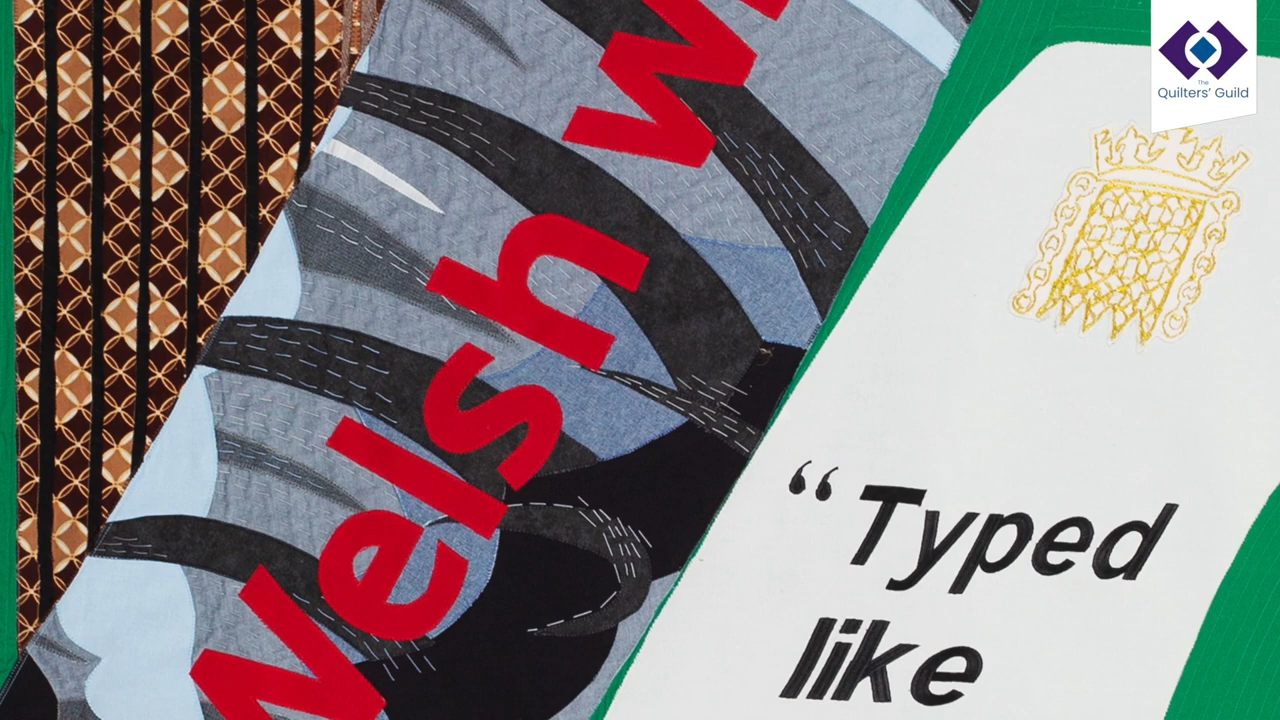 Welsh w
“Typed
like
The
Quilters’ Guild